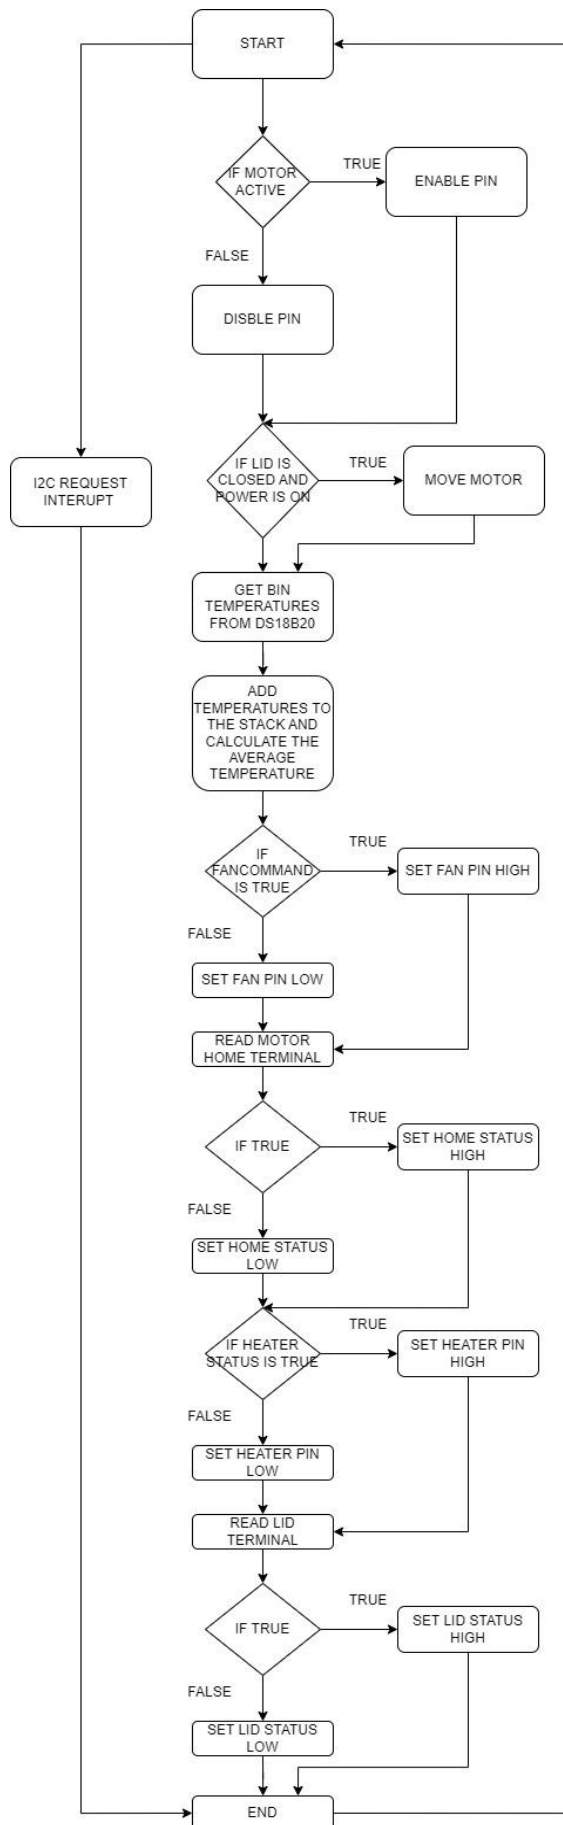 START
IF MOTOR
ACTIVE
TRUE
ENABLE PIN
FALSE
DISBLE PIN
IF LID IS
CLOSED AND
POWER IS ON
TRUE
MOVE MOTOR
I2C REQUEST
INTERUPT
GET BIN
TEMPERATURES
FROM DS18B20
ADD
TEMPERATURES TO
THE STACK AND
CALCULATE THE
AVERAGE
TEMPERATURE
IF
FANCOMMAND
IS TRUE
TRUE
SET FAN PIN HIGH
FALSE
SET FAN PIN LOW
READ MOTOR
HOME TERMINAL
IF TRUE
TRUE
SET HOME STATUS
HIGH
FALSE
SET HOME STATUS
LOW
IF HEATER
STATUS IS TRUE
TRUE
SET HEATER PIN
HIGH
FALSE
SET HEATER PIN
LOW
READ LID
TERMINAL
IF TRUE
TRUE
SET LID STATUS
HIGH
FALSE
SET LID STATUS
LOW
END